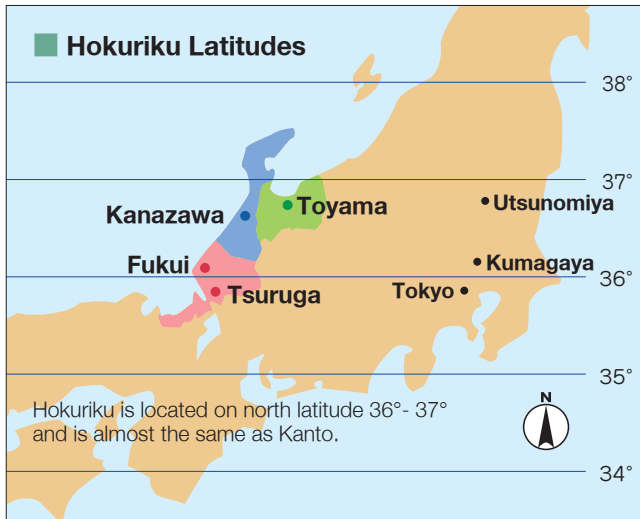 Hokuriku Latitudes
38°
37°
Toyama
Utsunomiya
Kanazawa
Fukui
Kumagaya
36°
Tsuruga
Tokyo
35°
Hokuriku is located on north latitude 36°- 37°
and is almost the same as Kanto.
N
34°